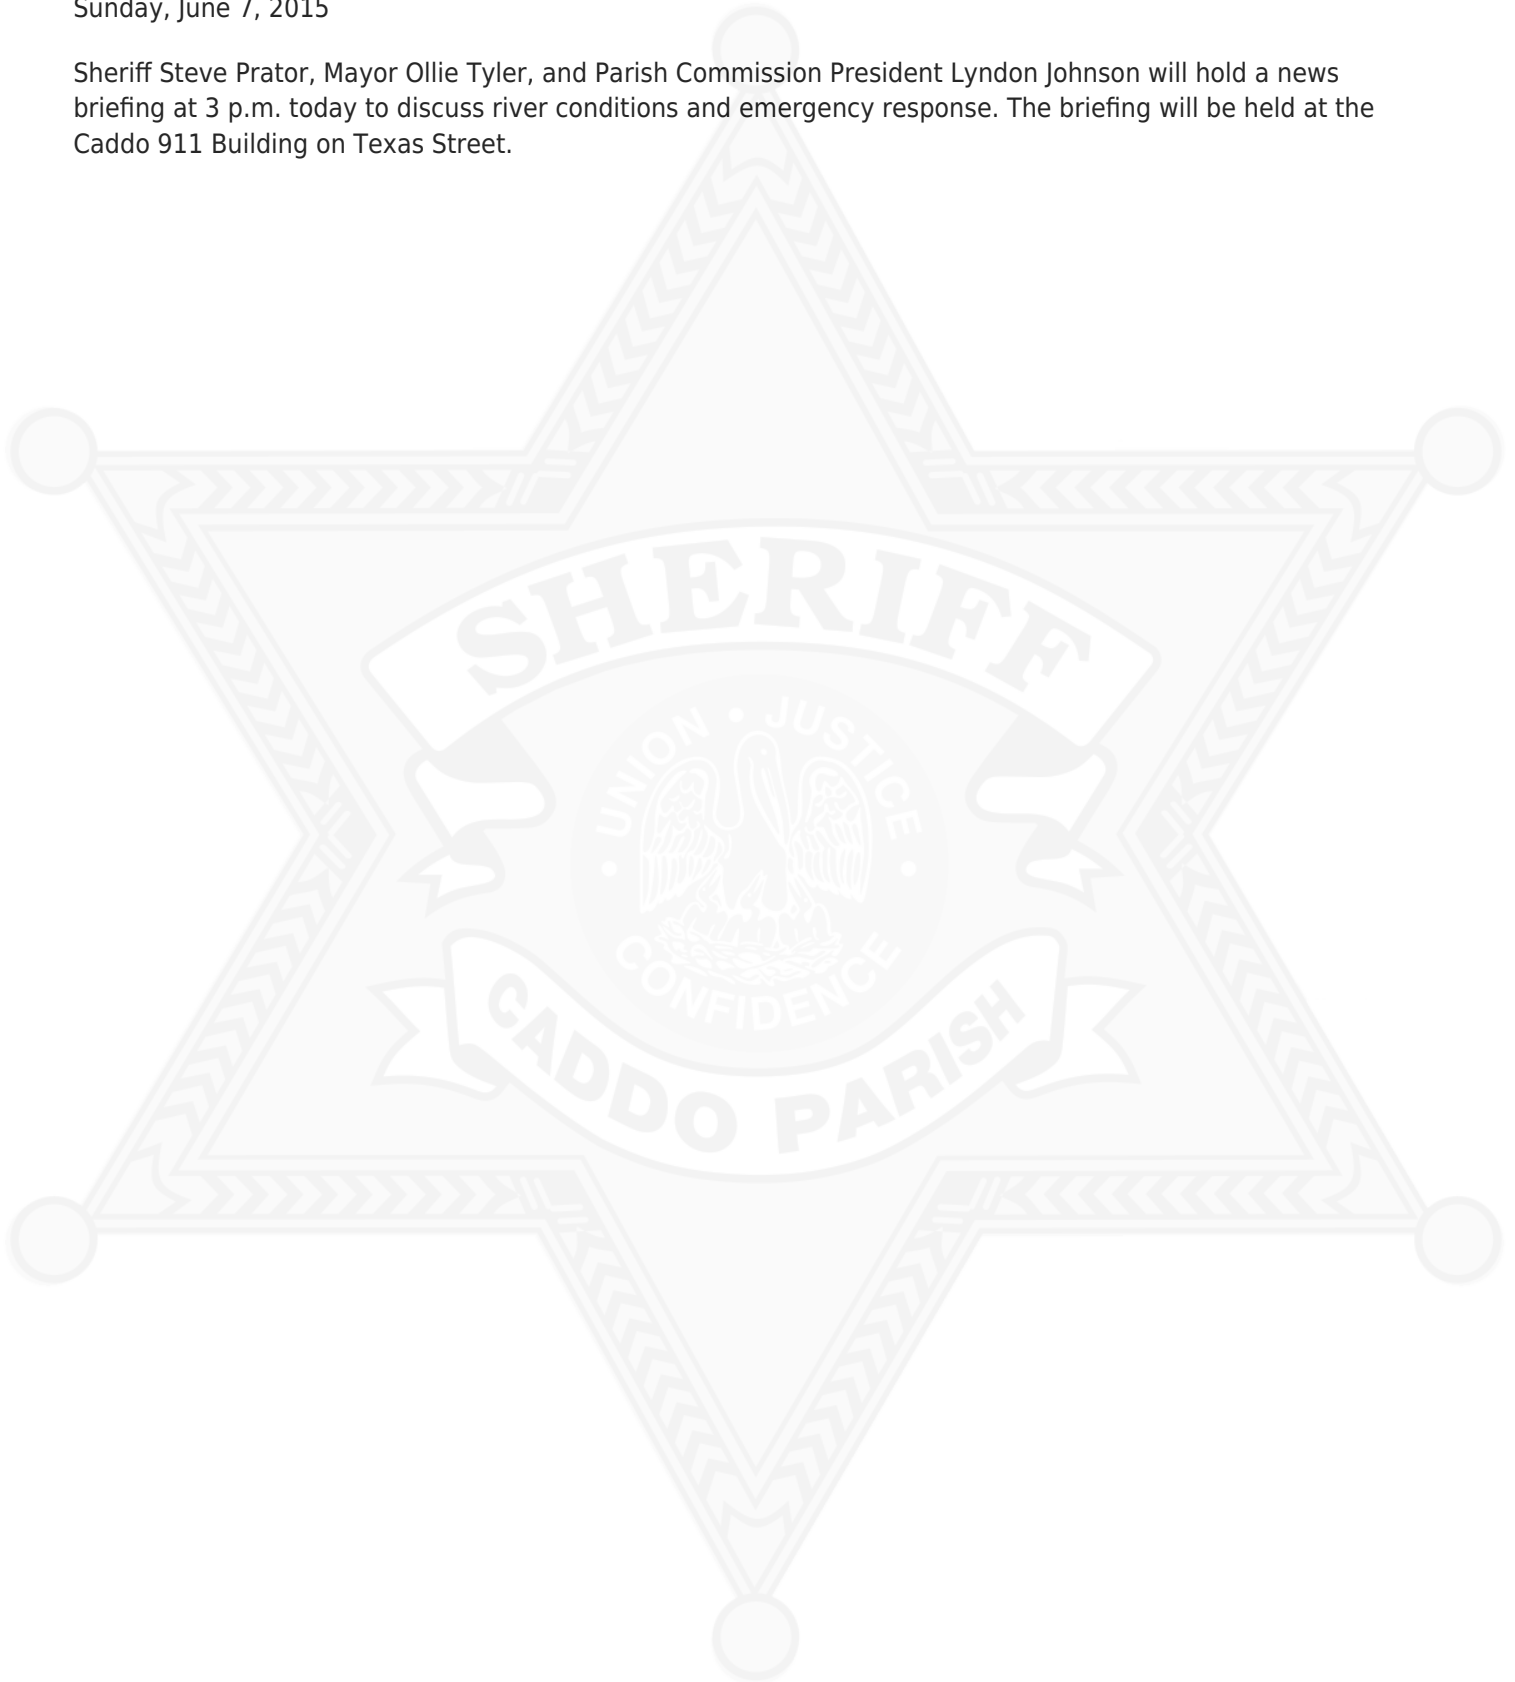 Sunday, June 7, 2015
Sheriff Steve Prator, Mayor Ollie Tyler, and Parish Commission President Lyndon Johnson will hold a news
briefing at 3 p.m. today to discuss river conditions and emergency response. The briefing will be held at the
Caddo 911 Building on Texas Street.
SHERIFF
UNION • JUSTICE
• CONFIDENCE •
CADDO PARISH